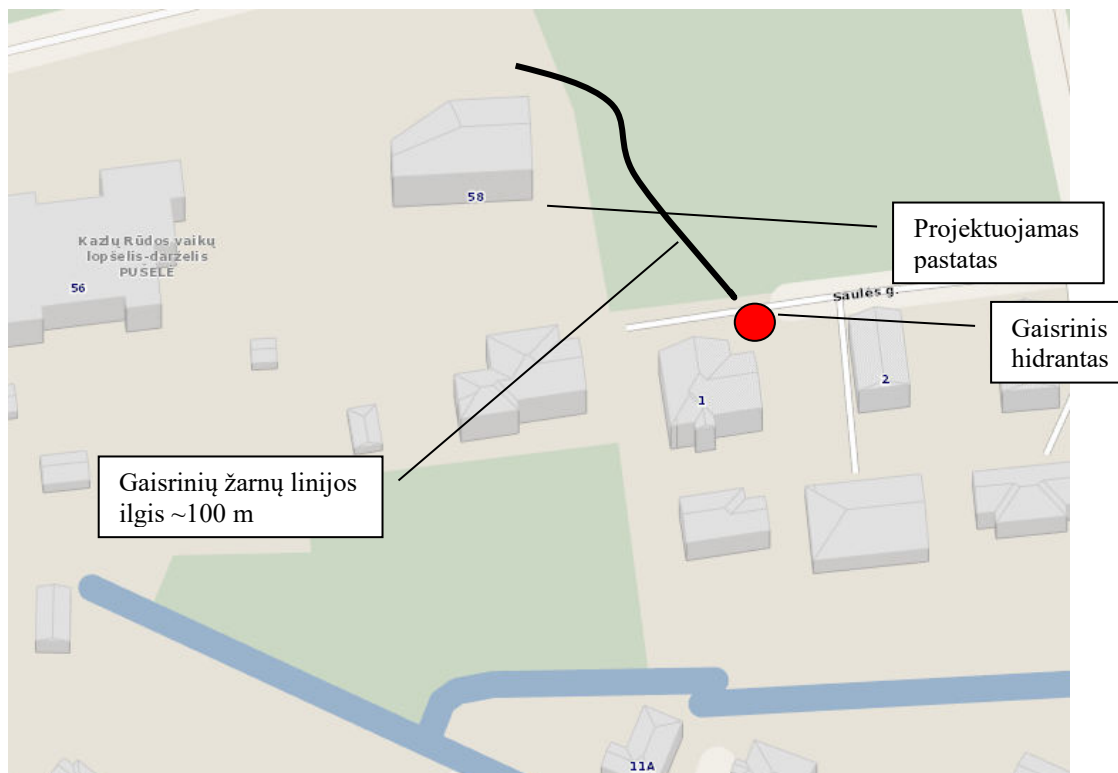 58
Kazlų Rūdos vaikų
lopšelis-darželis
PUŠELĖ
56
Projektuojamas
pastatas
Saulės g.
Gaisrinis
hidrantas
2
1
Gaisrinių žarnų linijos
ilgis ~100 m
11A